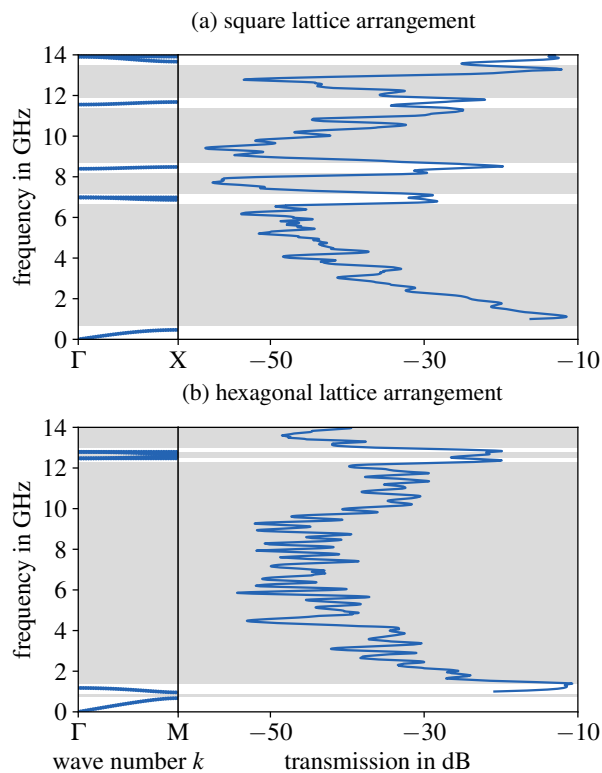 (a) square lattice arrangement
14
12
10
8
6
4
2
0
frequency in GHz
Γ X −50 −30 −10
(b) hexagonal lattice arrangement
14
12
10
8
6
4
2
0
frequency in GHz
Γ M −50 −30 −10
wave number k transmission in dB